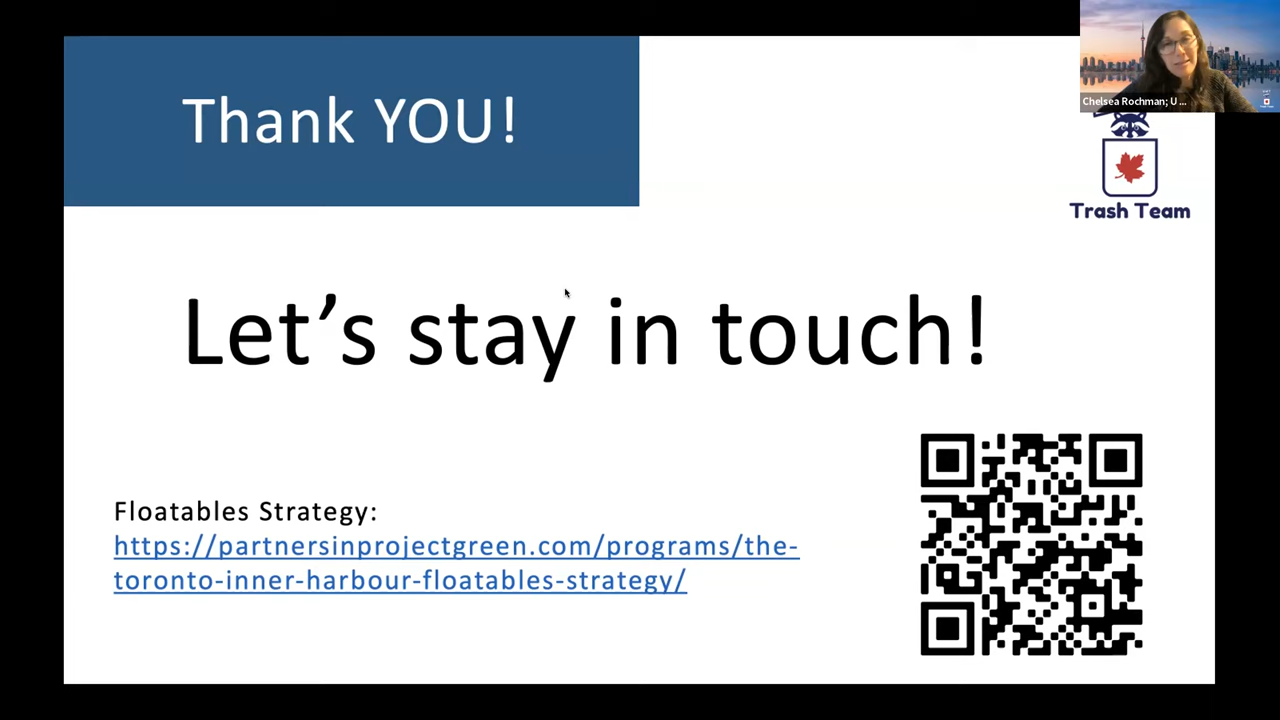 Thank YOU!
Chelsea Rochman; U ...
Trash Team
Let’s stay in touch!
Floatables Strategy:
https://partnersinprojectgreen.com/programs/the-
toronto-inner-harbour-floatables-strategy/